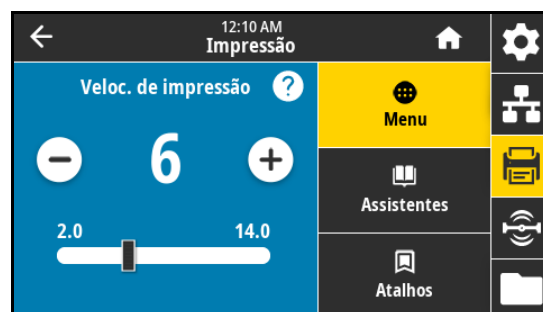 12:10 AM
Impressão
Veloc. de impressão ?
6
2.0 14.0
Menu
Assistentes
Atalhos